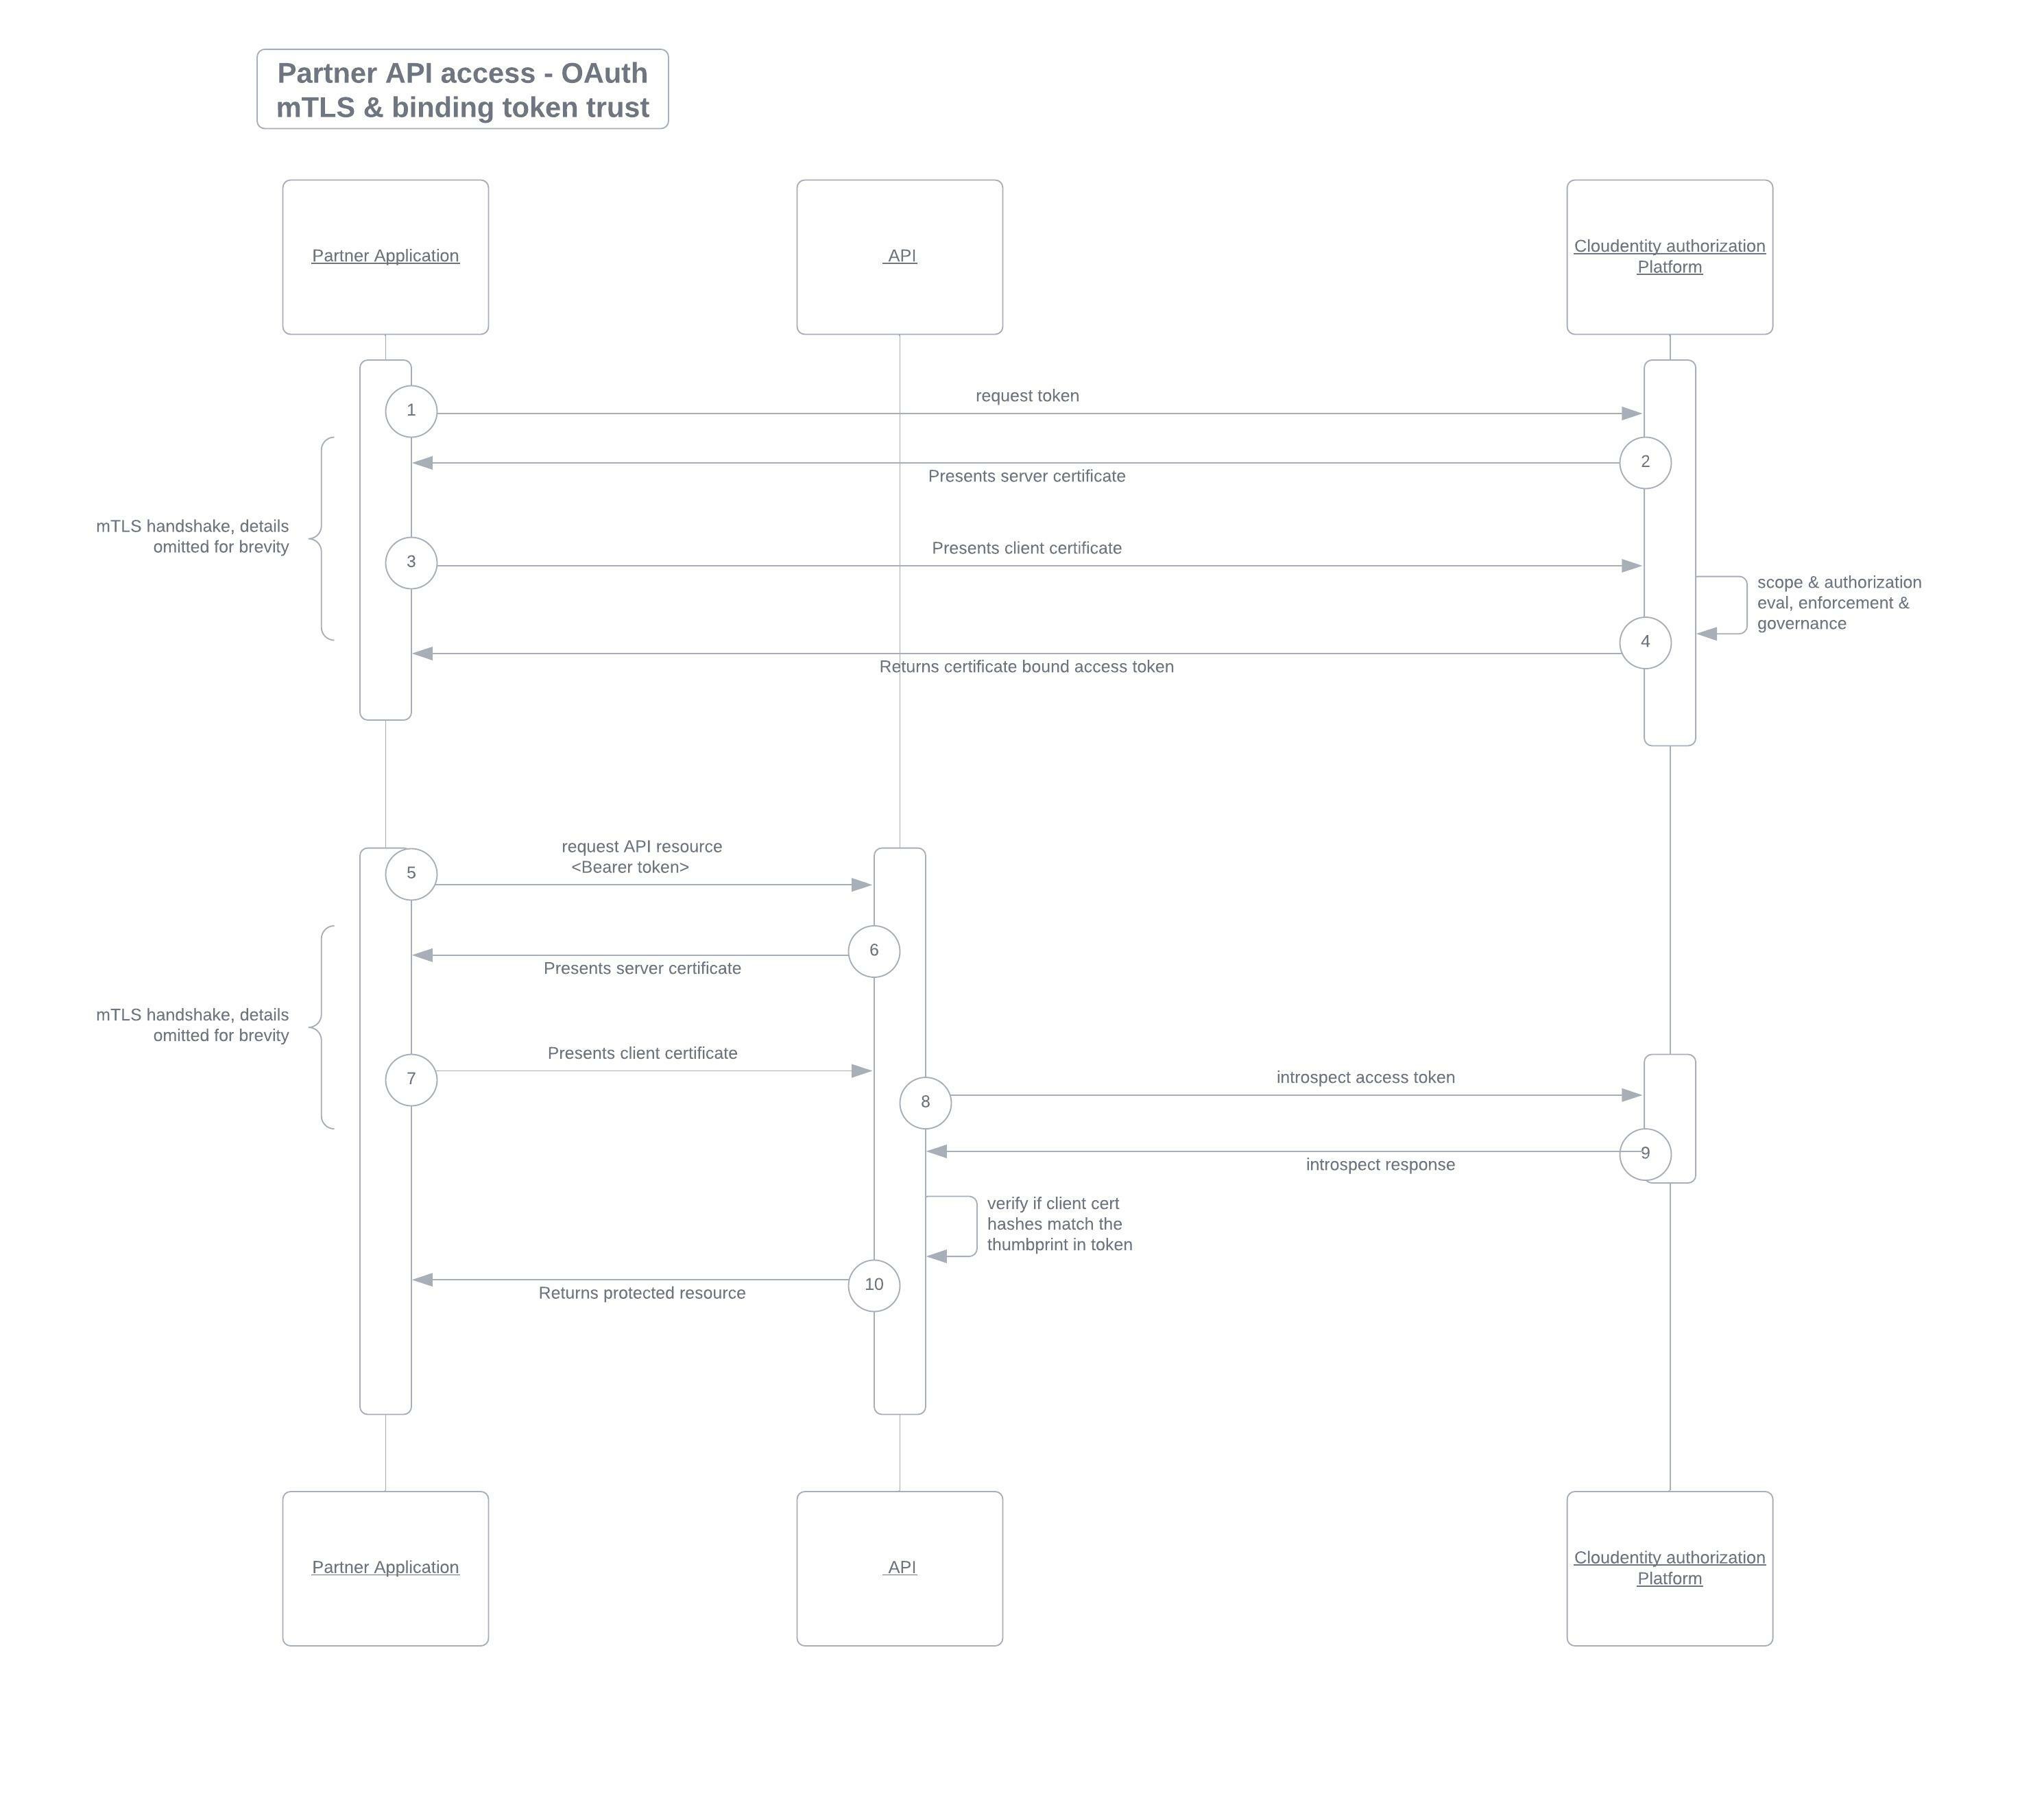 Partner API access - OAuth
mTLS & binding token trust
Partner Application
API
Cloudentity authorization
Platform
1
request token
2
Presents server certificate
mTLS handshake, details
omitted for brevity
3
Presents client certificate
scope & authorization
eval, enforcement &
governance
4
Returns certificate bound access token
5
request API resource
<Bearer token>
6
Presents server certificate
mTLS handshake, details
omitted for brevity
7
Presents client certificate
8
introspect access token
9
introspect response
verify if client cert
hashes match the
thumbprint in token
10
Returns protected resource
Partner Application
API
Cloudentity authorization
Platform